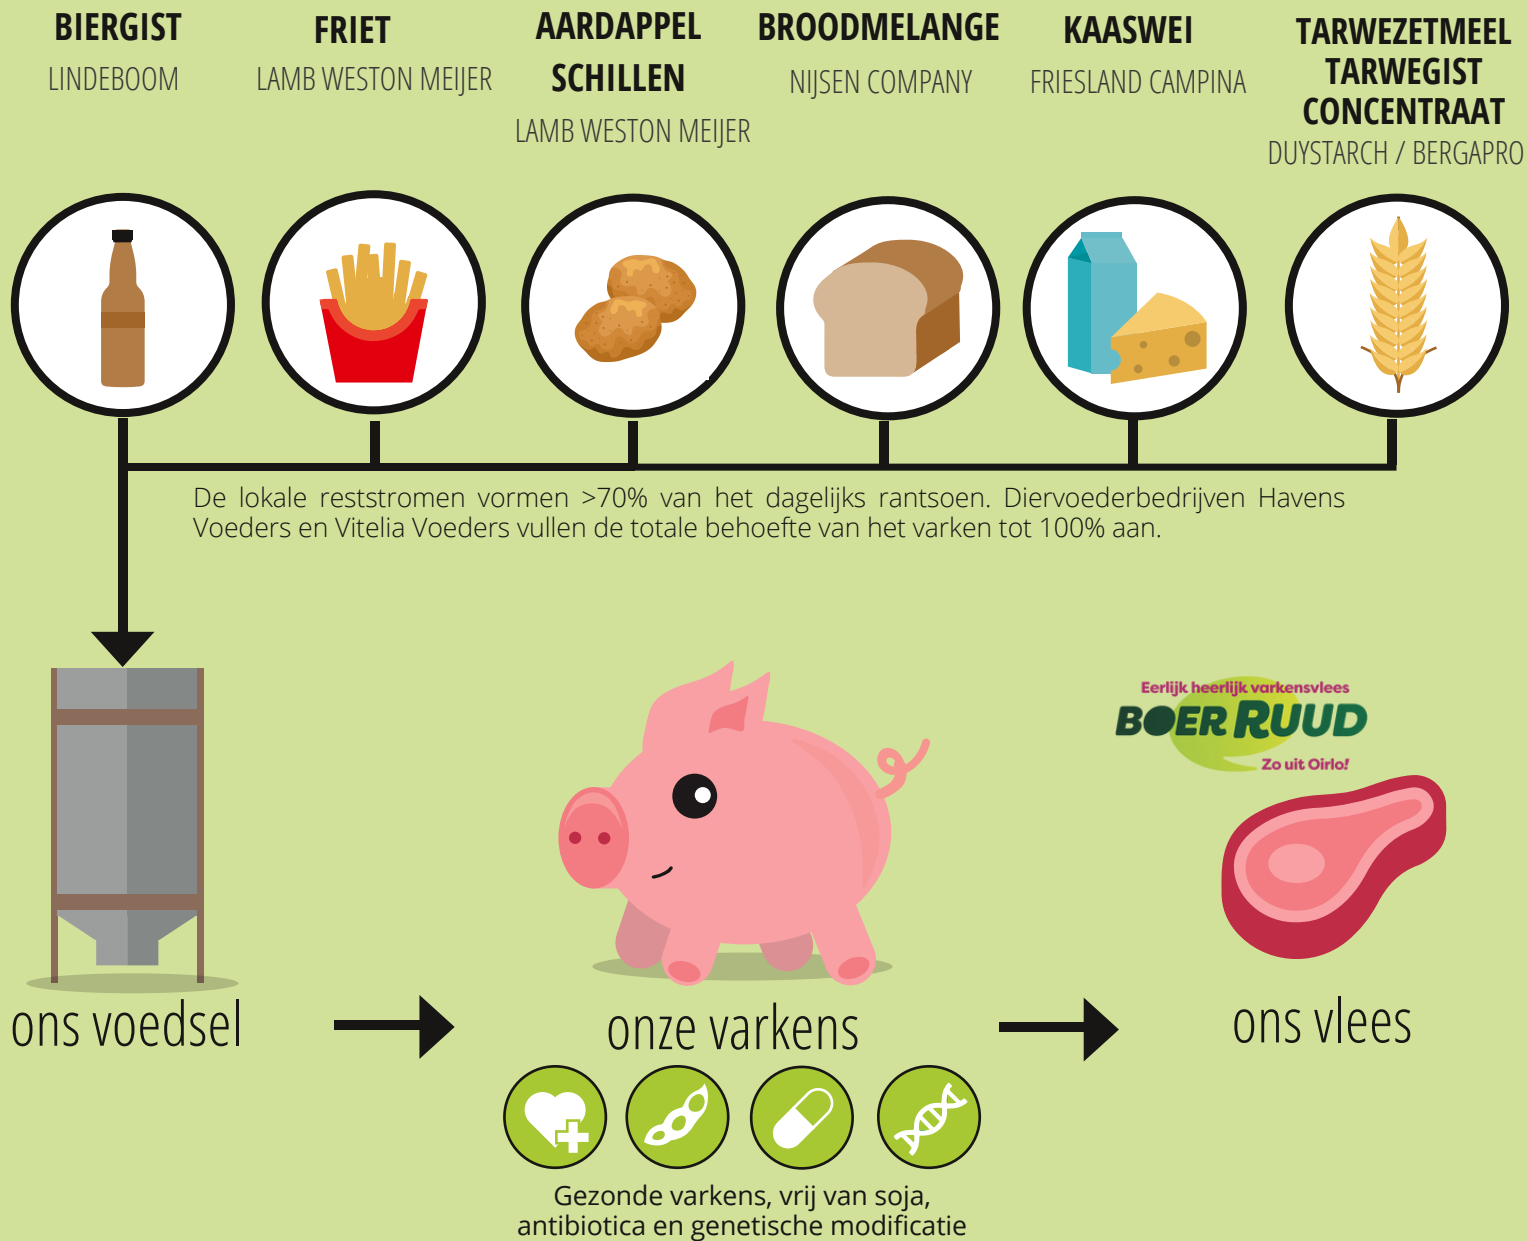 BIERGIST
LINDEBOOM
FRIET
LAMB WESTON MEIJER
AARDAPPEL
SCHILLEN
LAMB WESTON MEIJER
BROODMELANGE
NIJSEN COMPANY
KAASWEI
FRIESLAND CAMPINA
TARWEZETMEEL
TARWEGIST
CONCENTRAAT
DUYSTARCH / BERGAPRO
De lokale reststromen vormen >70% van het dagelijks rantsoen. Diervoederbedrijven Havens
Voeders en Vitelia Voeders vullen de totale behoefte van het varken tot 100% aan.
Eerlijk heerlijk varkensvlees
BOER RUUD
Zo uit Oirlo!
ons voedsel
onze varkens
ons vlees
Gezonde varkens, vrij van soja,
antibiotica en genetische modificatie